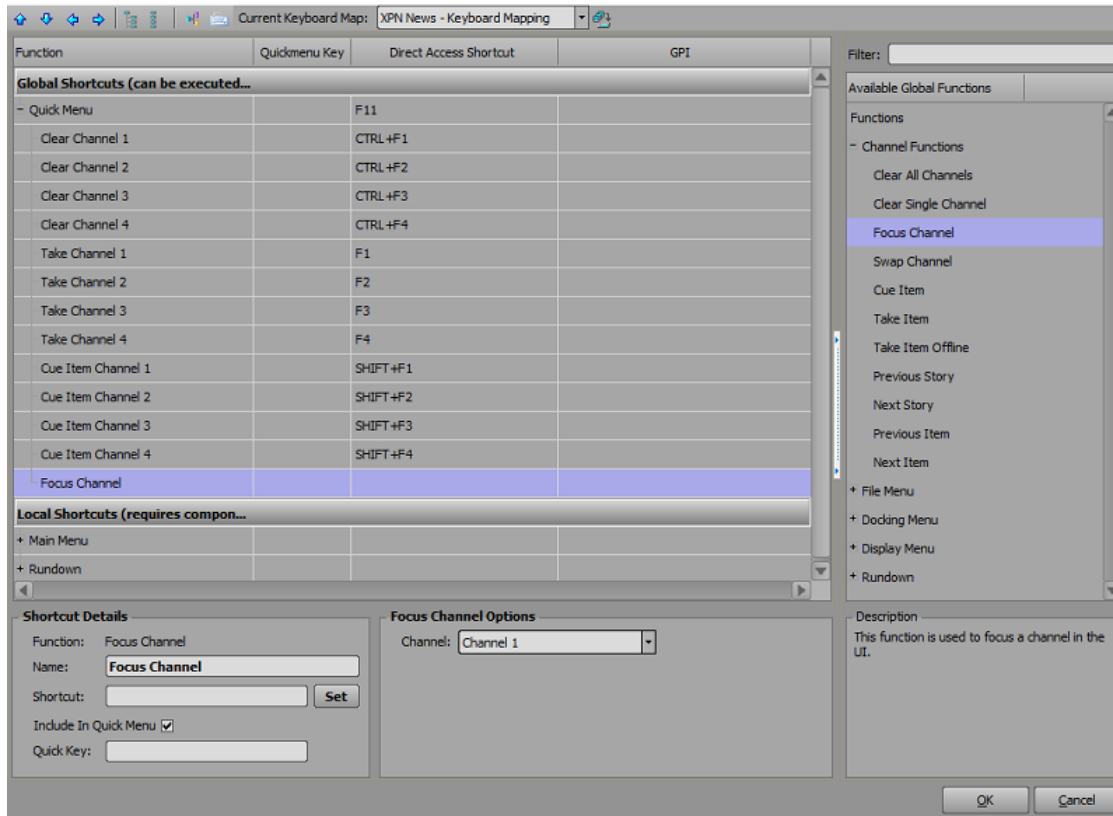 Current Keyboard Map: XPN News - Keyboard Mapping
Function Quickmenu Key Direct Access Shortcut GPI
Global Shortcuts (can be executed...
- Quick Menu F11
Clear Channel 1 CTRL+F1
Clear Channel 2 CTRL+F2
Clear Channel 3 CTRL+F3
Clear Channel 4 CTRL+F4
Take Channel 1 F1
Take Channel 2 F2
Take Channel 3 F3
Take Channel 4 F4
Cue Item Channel 1 SHIFT+F1
Cue Item Channel 2 SHIFT+F2
Cue Item Channel 3 SHIFT+F3
Cue Item Channel 4 SHIFT+F4
Focus Channel
Local Shortcuts (requires compon...
+ Main Menu
+ Rundown
Filter:
Available Global Functions
Functions
- Channel Functions
Clear All Channels
Clear Single Channel
Focus Channel
Swap Channel
Cue Item
Take Item
Take Item Offline
Previous Story
Next Story
Previous Item
Next Item
+ File Menu
+ Docking Menu
+ Display Menu
+ Rundown
Shortcut Details
Function: Focus Channel
Name: Focus Channel
Shortcut: Set
Include In Quick Menu
Quick Key:
Focus Channel Options
Channel: Channel 1
Description
This function is used to focus a channel in the
UI.
OK Cancel